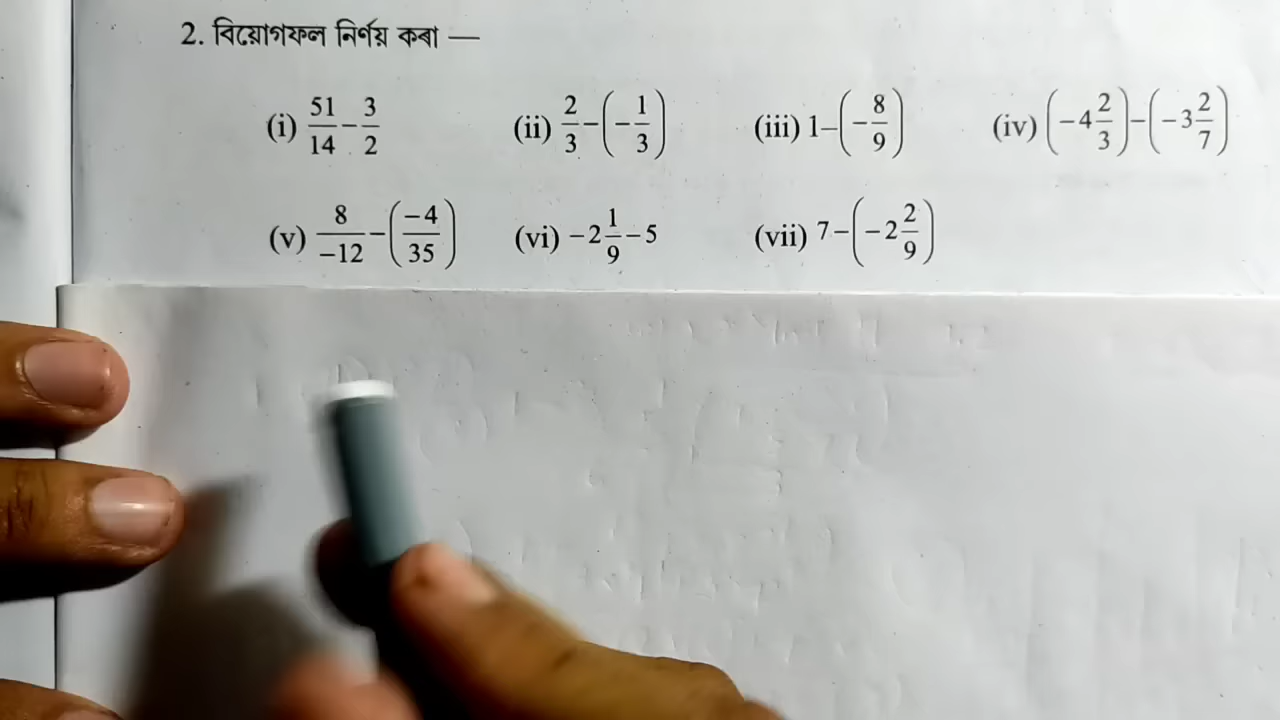 2. বিয়োগফল নিৰ্ণয় কৰা —
(i) 51/14 − 3/2 (ii) 2/3 − (−1/3) (iii) 1 − (−8/9) (iv) (−4 2/3) − (−3 2/7)
(v) 8/−12 − (−4/35) (vi) −2 1/9 − 5 (vii) 7 − (−2 2/9)